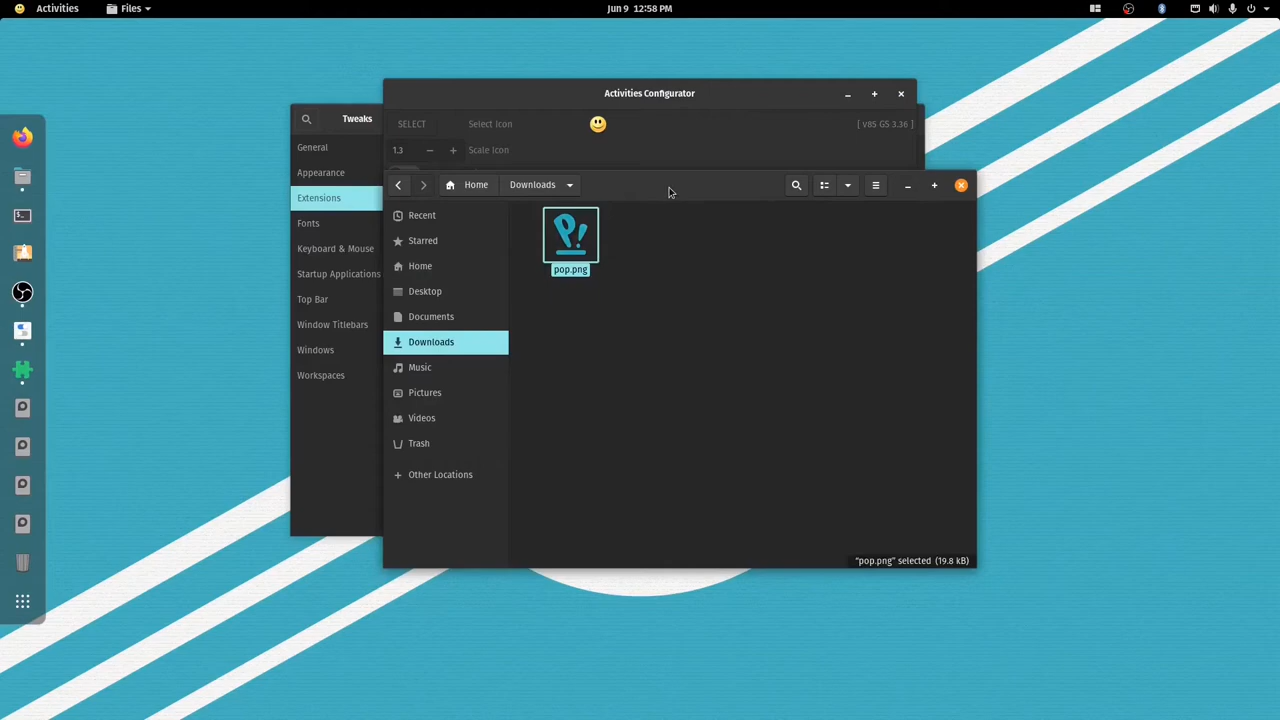 Activities
Files
Jun 9 12:58 PM
Activities Configurator
SELECT
Select Icon
[ v85 GS 3.36 ]
1.3
Scale Icon
Tweaks
General
Appearance
Extensions
Fonts
Keyboard & Mouse
Startup Applications
Top Bar
Window Titlebars
Windows
Workspaces
Home
Downloads
Recent
Starred
Home
Desktop
Documents
Downloads
Music
Pictures
Videos
Trash
Other Locations
P!
pop.png
"pop.png" selected (19.8 kB)